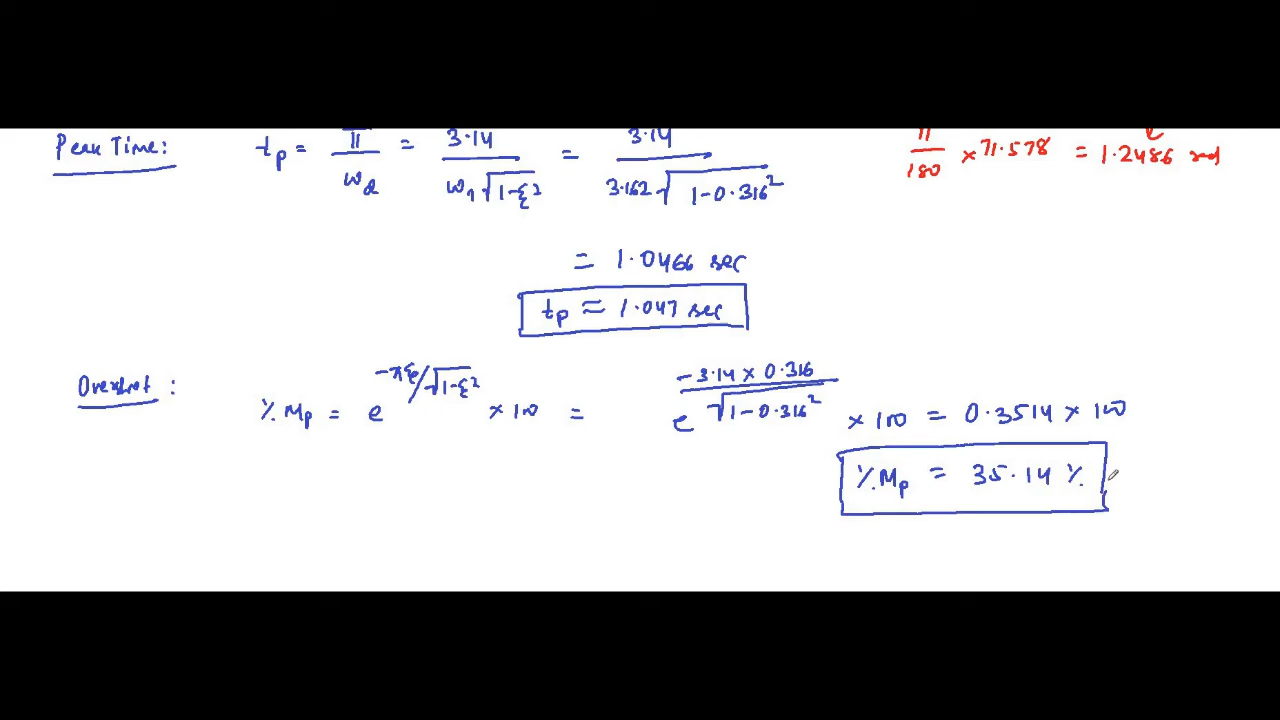 Peak Time: tp = π/ωd = 3.14/ωn√1-ξ² = 3.14/3.162√1-0.316²
π/180 × 71.578 = 1.2486 rad
= 1.0466 sec
tp ≈ 1.047 sec
Overshoot :
% Mp = e^(-πξ/√1-ξ²) × 100 = e^(-3.14 × 0.316/√1-0.316²) × 100 = 0.3514 × 100
% Mp = 35.14 %